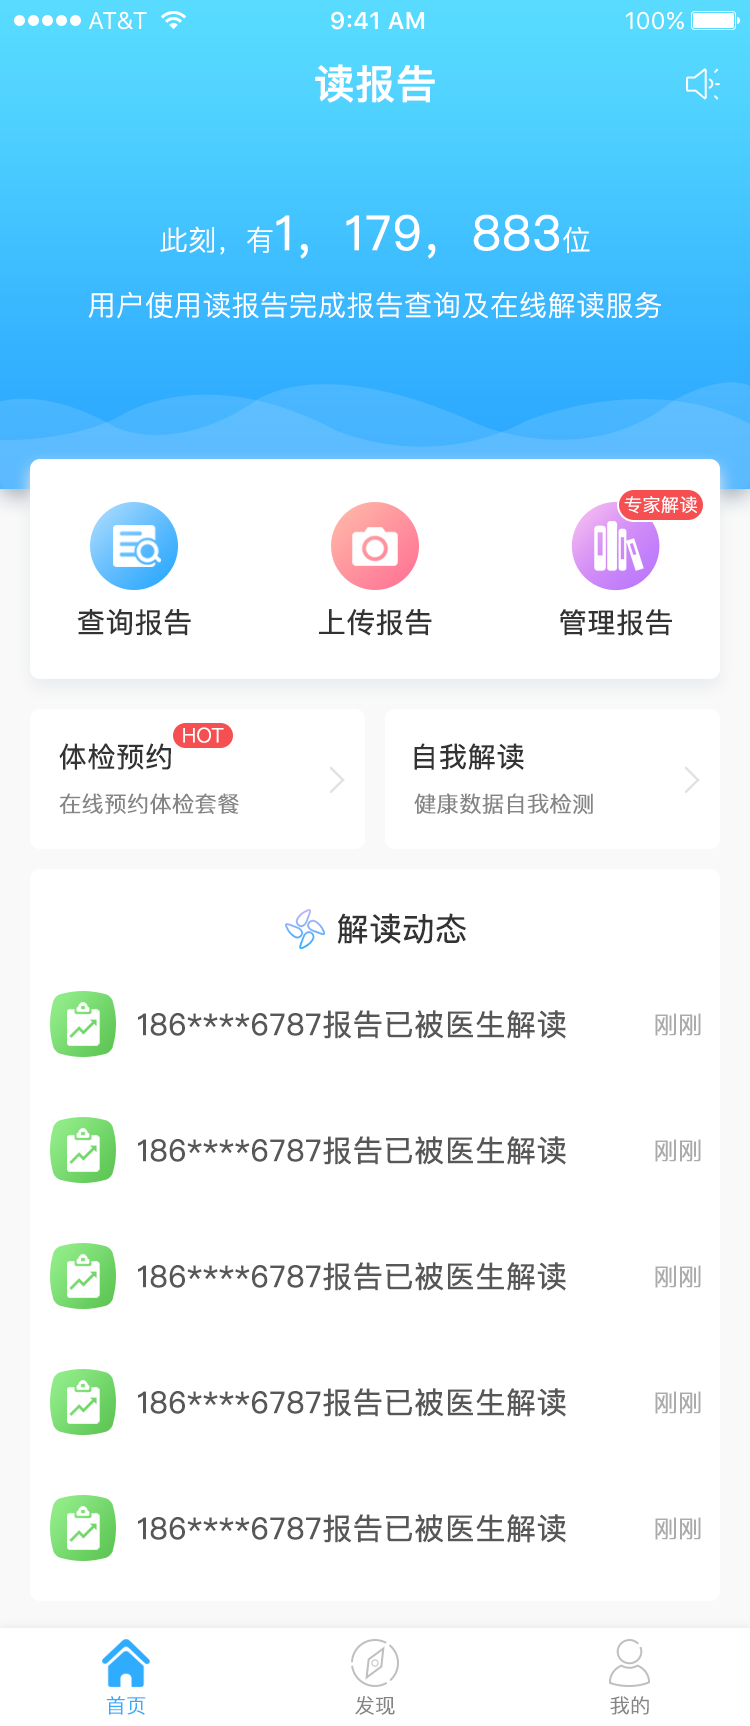 AT&T 9:41 AM 100%
读报告
此刻，有1，179，883位
用户使用读报告完成报告查询及在线解读服务
专家解读
查询报告 上传报告 管理报告
体检预约 HOT 自我解读
在线预约体检套餐 健康数据自我检测
解读动态
186****6787报告已被医生解读 刚刚
186****6787报告已被医生解读 刚刚
186****6787报告已被医生解读 刚刚
186****6787报告已被医生解读 刚刚
186****6787报告已被医生解读 刚刚
首页 发现 我的